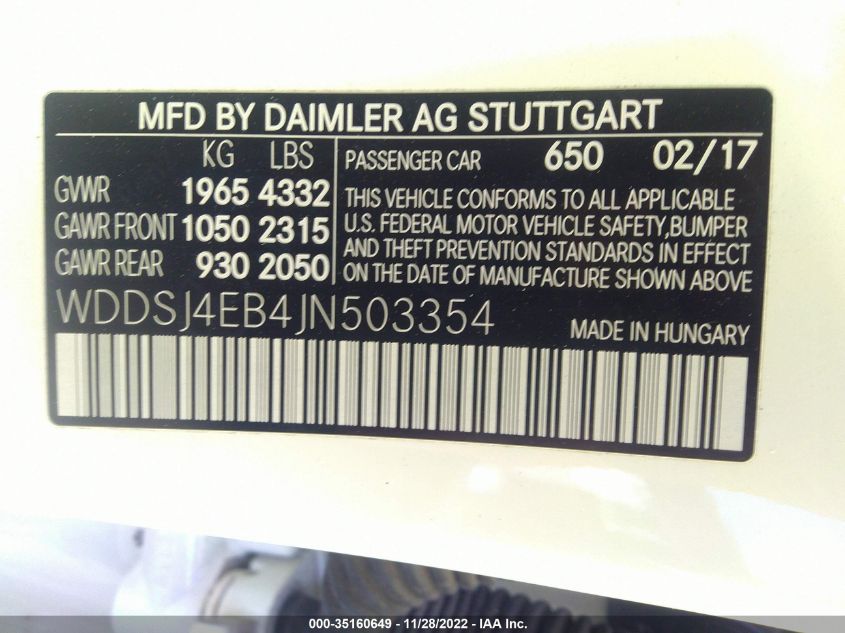 MFD BY DAIMLER AG STUTTGART
KG LBS
GVWR 1965 4332
GAWR FRONT 1050 2315
GAWR REAR 930 2050
PASSENGER CAR 650 02/17
THIS VEHICLE CONFORMS TO ALL APPLICABLE
U.S. FEDERAL MOTOR VEHICLE SAFETY,BUMPER
AND THEFT PREVENTION STANDARDS IN EFFECT
ON THE DATE OF MANUFACTURE SHOWN ABOVE
WDDSJ4EB4JN503354
MADE IN HUNGARY
000-35160649 - 11/28/2022 - IAA Inc.